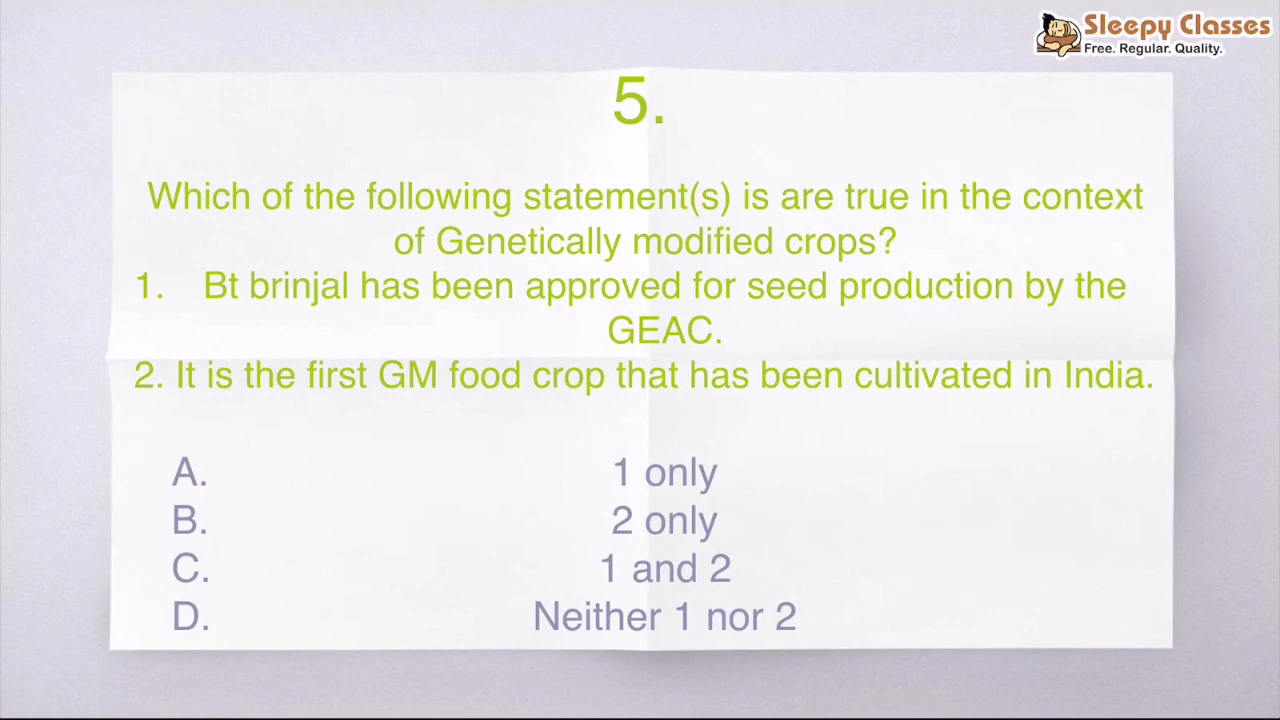 Sleepy Classes
Free. Regular. Quality.
5.
Which of the following statement(s) is are true in the context
of Genetically modified crops?
1. Bt brinjal has been approved for seed production by the
GEAC.
2. It is the first GM food crop that has been cultivated in India.
A. 1 only
B. 2 only
C. 1 and 2
D. Neither 1 nor 2